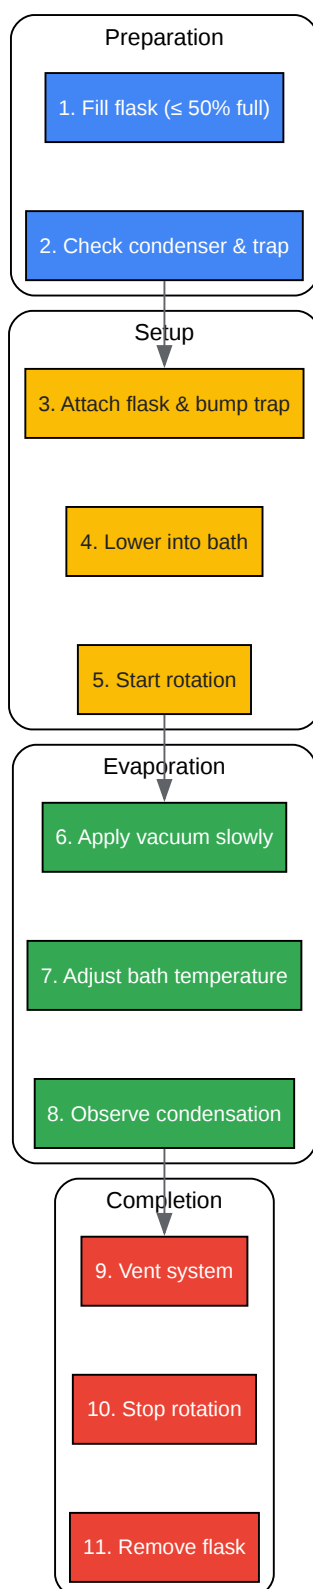 Preparation
1. Fill flask (≤ 50% full)
2. Check condenser & trap
Setup
3. Attach flask & bump trap
4. Lower into bath
5. Start rotation
Evaporation
6. Apply vacuum slowly
7. Adjust bath temperature
8. Observe condensation
Completion
9. Vent system
10. Stop rotation
11. Remove flask